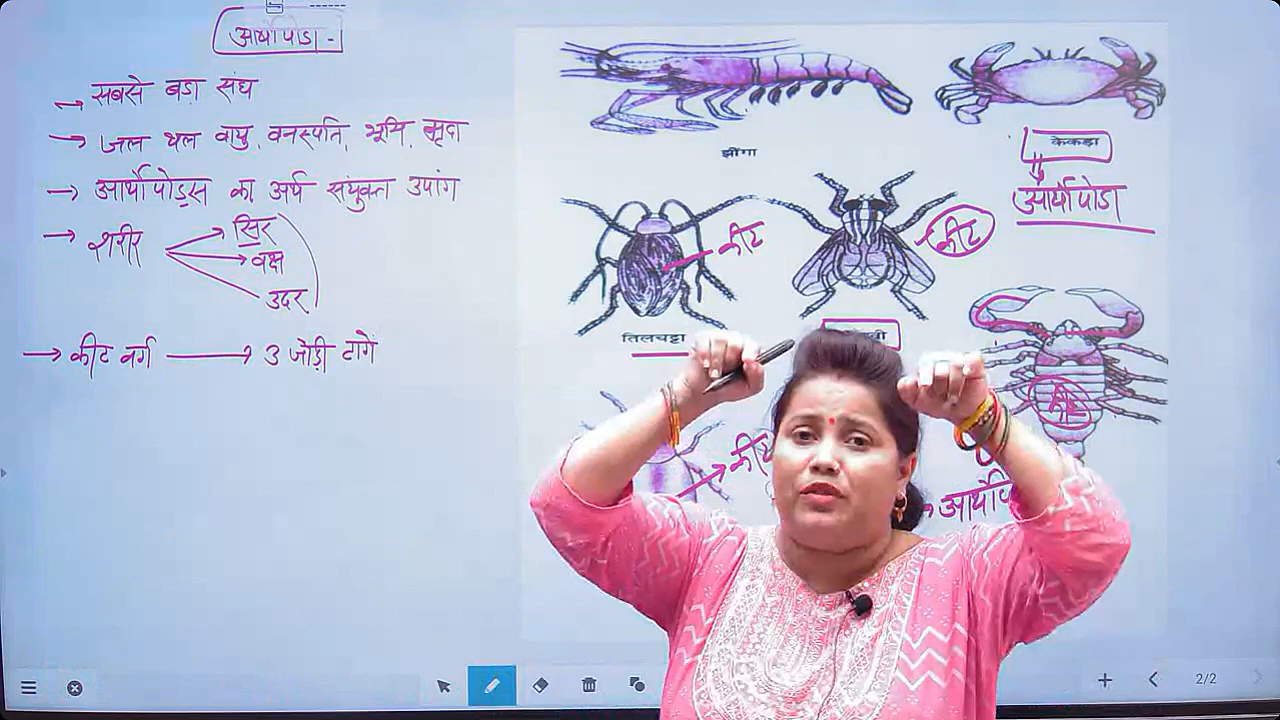 आर्थोपोडा -
→ सबसे बड़ा संघ
→ जल थल वायु, वनस्पति, भूमि, मृदा
→ आर्थोपोड्स का अर्थ संयुक्त उपांग
→ शरीर
सिर
वक्ष
उदर
→ कीट वर्ग → 3 जोड़ी टांगें
झींगा
केकड़ा
आर्थोपोडा
कीट
कीट
तिलचट्टा
कीट
कीट
2/2